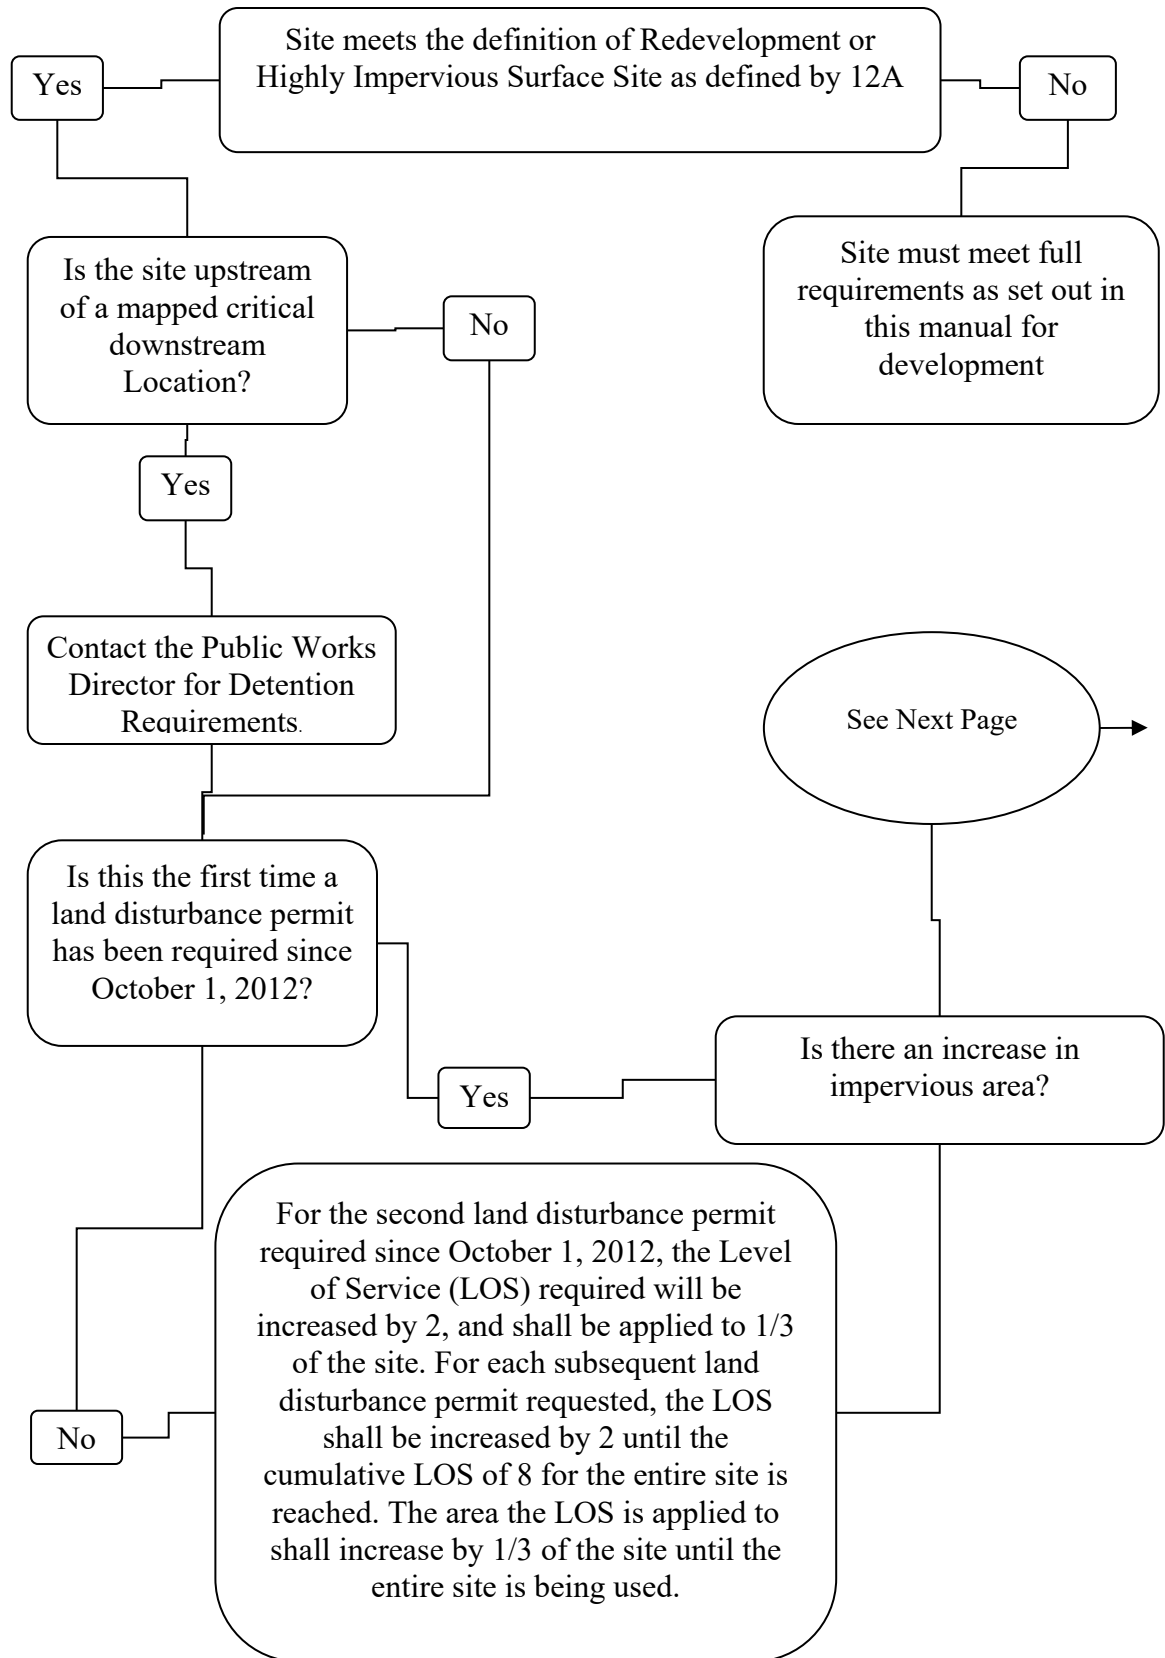 Site meets the definition of Redevelopment or
Highly Impervious Surface Site as defined by 12A
Yes
No
Is the site upstream
of a mapped critical
downstream
Location?
No
Site must meet full
requirements as set out in
this manual for
development
Yes
Contact the Public Works
Director for Detention
Requirements.
See Next Page
Is this the first time a
land disturbance permit
has been required since
October 1, 2012?
Yes
Is there an increase in
impervious area?
For the second land disturbance permit
required since October 1, 2012, the Level
of Service (LOS) required will be
increased by 2, and shall be applied to 1/3
of the site. For each subsequent land
disturbance permit requested, the LOS
shall be increased by 2 until the
cumulative LOS of 8 for the entire site is
reached. The area the LOS is applied to
shall increase by 1/3 of the site until the
entire site is being used.
No